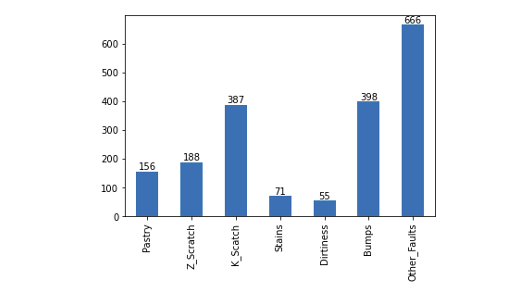 666
600
500
400
398
387
300
200
188
156
100
71
55
0
Pastry
Z_Scratch
K_Scatch
Stains
Dirtiness
Bumps
Other_Faults